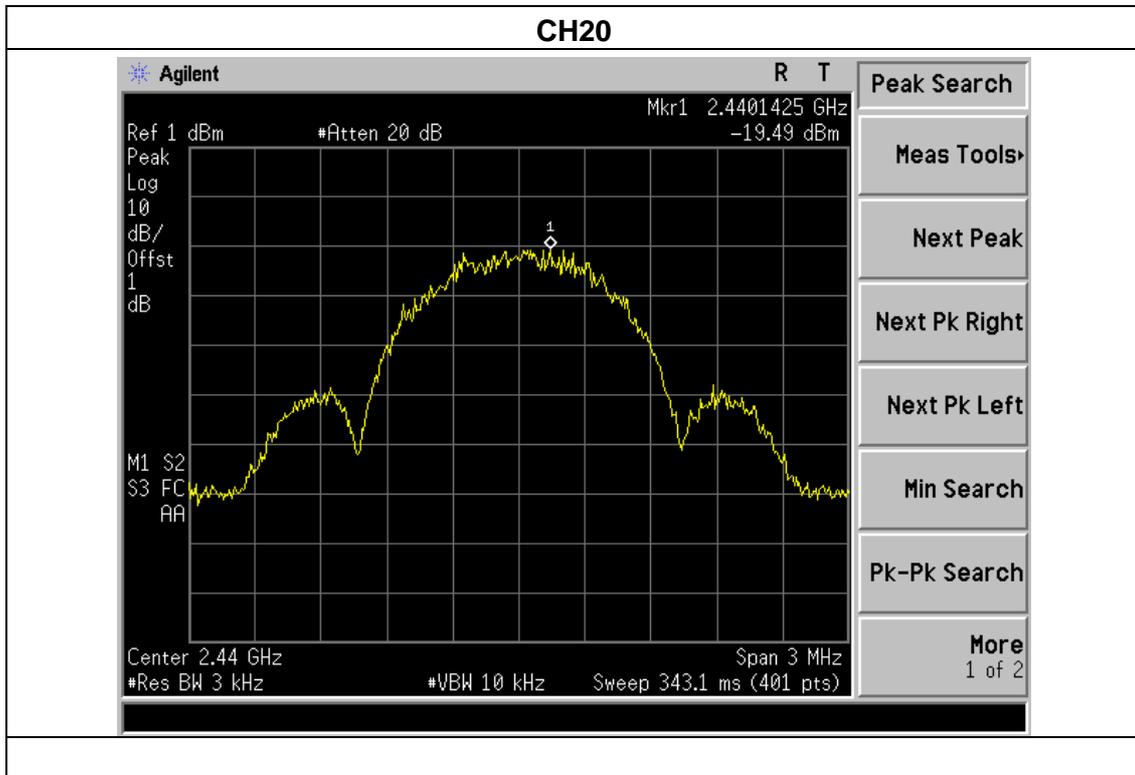 CH20
Agilent R T
Peak Search
Mkr1 2.4401425 GHz
Ref 1 dBm #Atten 20 dB -19.49 dBm
Peak
Log
10
dB/
Offst
1
dB
1
M1 S2
S3 FC
AA
Center 2.44 GHz Span 3 MHz
#Res BW 3 kHz #VBW 10 kHz Sweep 343.1 ms (401 pts)
Meas Tools
Next Peak
Next Pk Right
Next Pk Left
Min Search
Pk-Pk Search
More
1 of 2